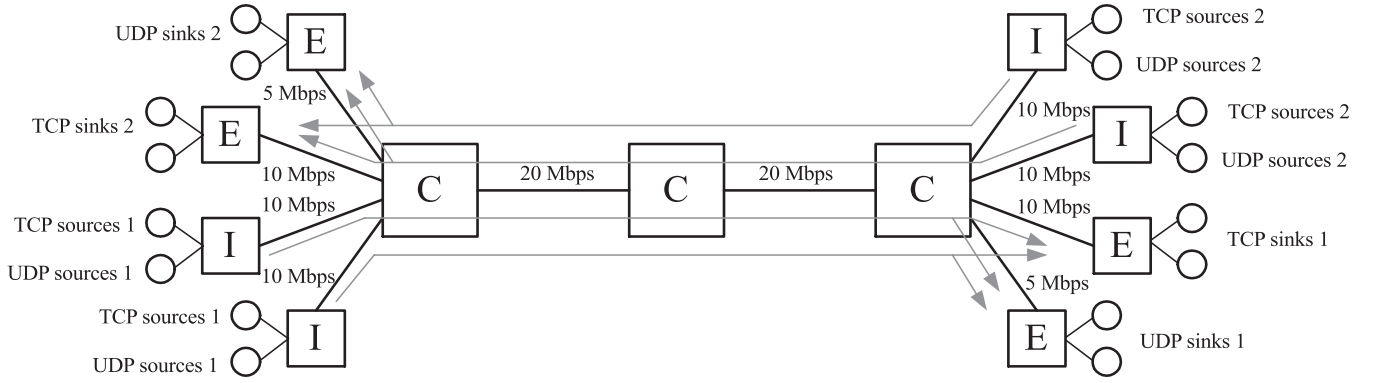 UDP sinks 2
E
I
TCP sources 2
UDP sources 2
5 Mbps
10 Mbps
TCP sinks 2
E
I
TCP sources 2
UDP sources 2
10 Mbps
C
20 Mbps
C
20 Mbps
C
10 Mbps
10 Mbps
10 Mbps
TCP sources 1
UDP sources 1
I
E
TCP sinks 1
10 Mbps
5 Mbps
TCP sources 1
UDP sources 1
I
E
UDP sinks 1